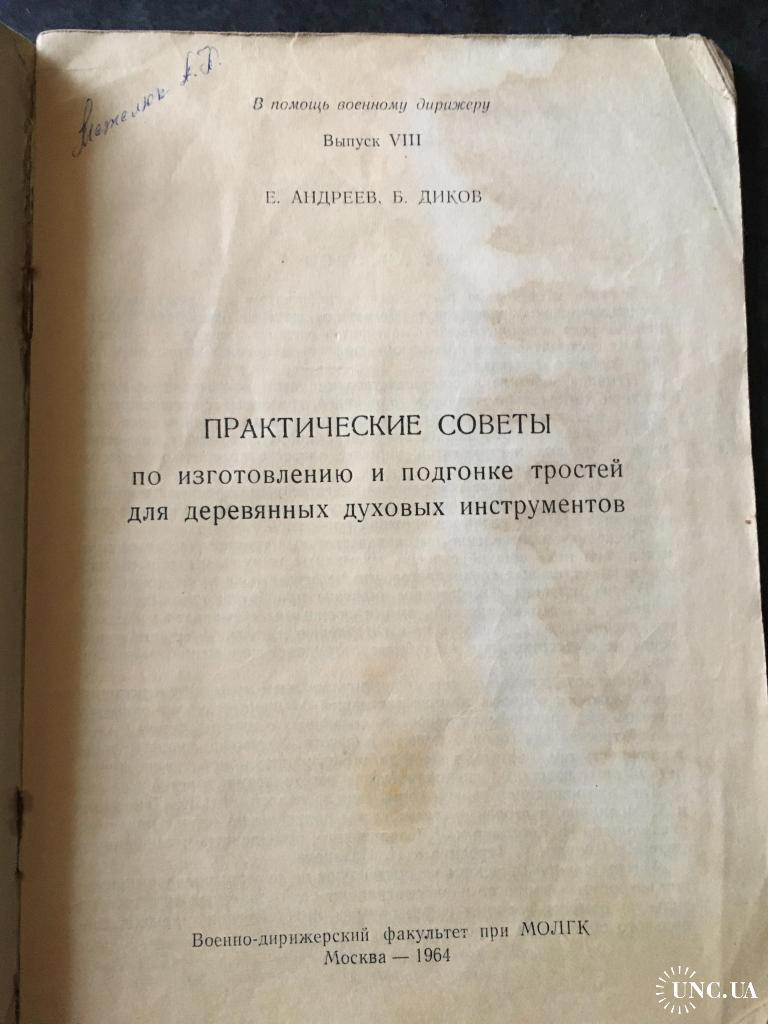 В помощь военному дирижеру
Выпуск VIII
Е. АНДРЕЕВ, Б. ДИКОВ
ПРАКТИЧЕСКИЕ СОВЕТЫ
по изготовлению и подгонке тростей
для деревянных духовых инструментов
Военно-дирижерский факультет при МОЛГК
Москва — 1964
UNC.UA